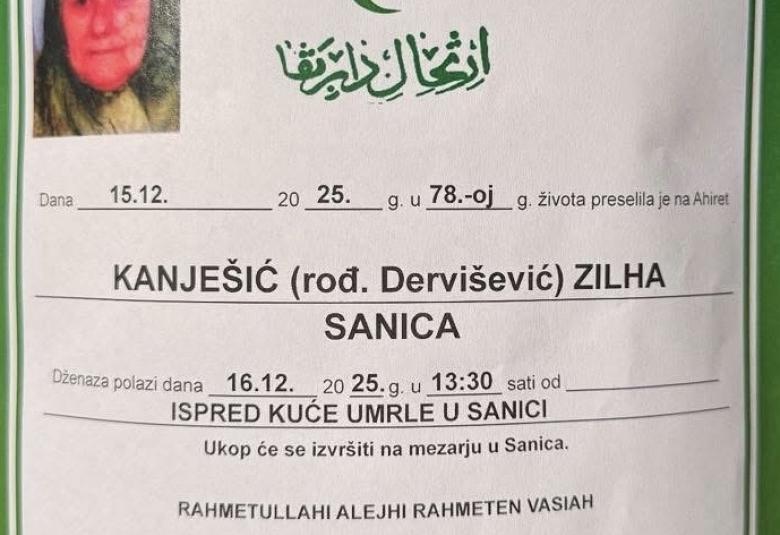 انتحال دار بقا
Dana 15.12. 20 25. g. u 78.-oj g. života preselila je na Ahiret
KANJEŠIĆ (rođ. Dervišević) ZILHA
SANICA
Dženaza polazi dana 16.12. 20 25. g. u 13:30 sati od
ISPRED KUĆE UMRLE U SANICI
Ukop će se izvršiti na mezarju u Sanica.
RAHMETULLAHI ALEJHI RAHMETEN VASIAH